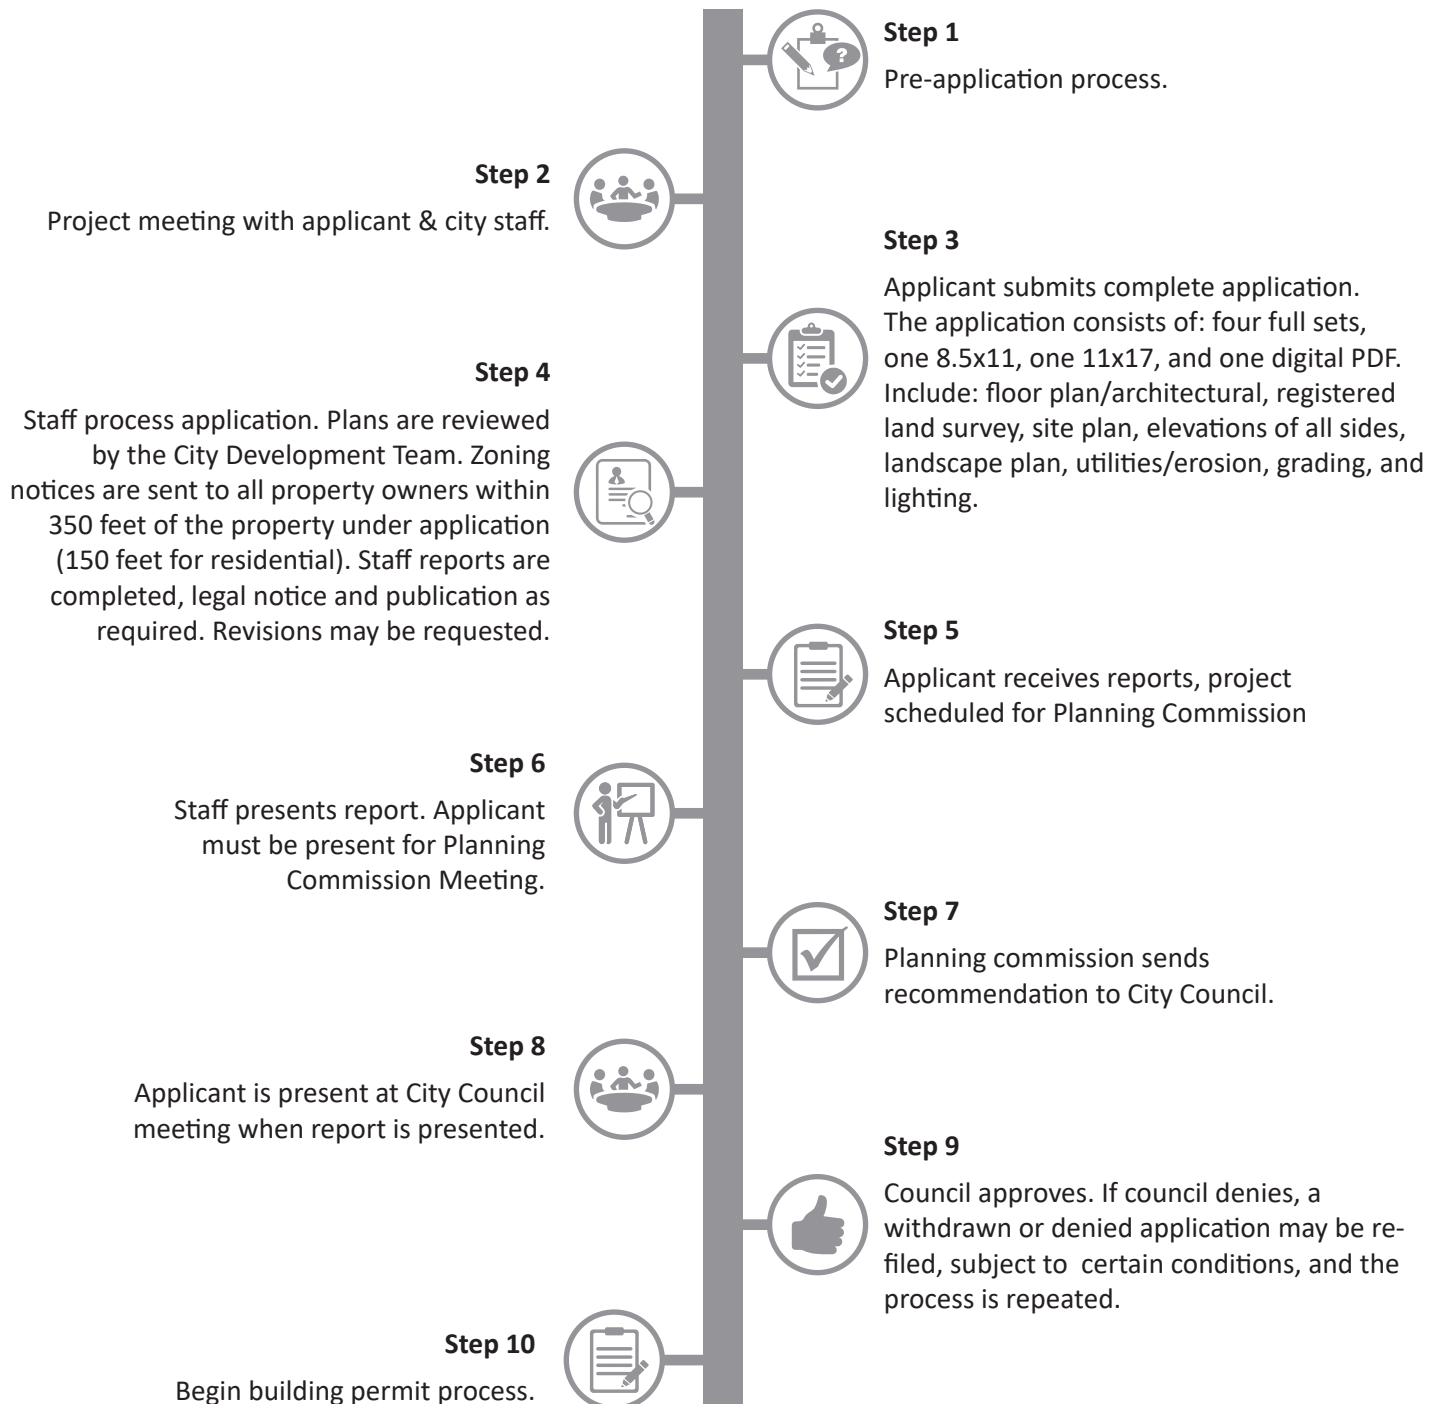 Step 1
Pre-application process.
Step 2
Project meeting with applicant & city staff.
Step 3
Applicant submits complete application.
The application consists of: four full sets,
one 8.5x11, one 11x17, and one digital PDF.
Include: floor plan/architectural, registered
land survey, site plan, elevations of all sides,
landscape plan, utilities/erosion, grading, and
lighting.
Step 4
Staff process application. Plans are reviewed
by the City Development Team. Zoning
notices are sent to all property owners within
350 feet of the property under application
(150 feet for residential). Staff reports are
completed, legal notice and publication as
required. Revisions may be requested.
Step 5
Applicant receives reports, project
scheduled for Planning Commission
Step 6
Staff presents report. Applicant
must be present for Planning
Commission Meeting.
Step 7
Planning commission sends
recommendation to City Council.
Step 8
Applicant is present at City Council
meeting when report is presented.
Step 9
Council approves. If council denies, a
withdrawn or denied application may be re-
filed, subject to  certain conditions, and the
process is repeated.
Step 10
Begin building permit process.
?